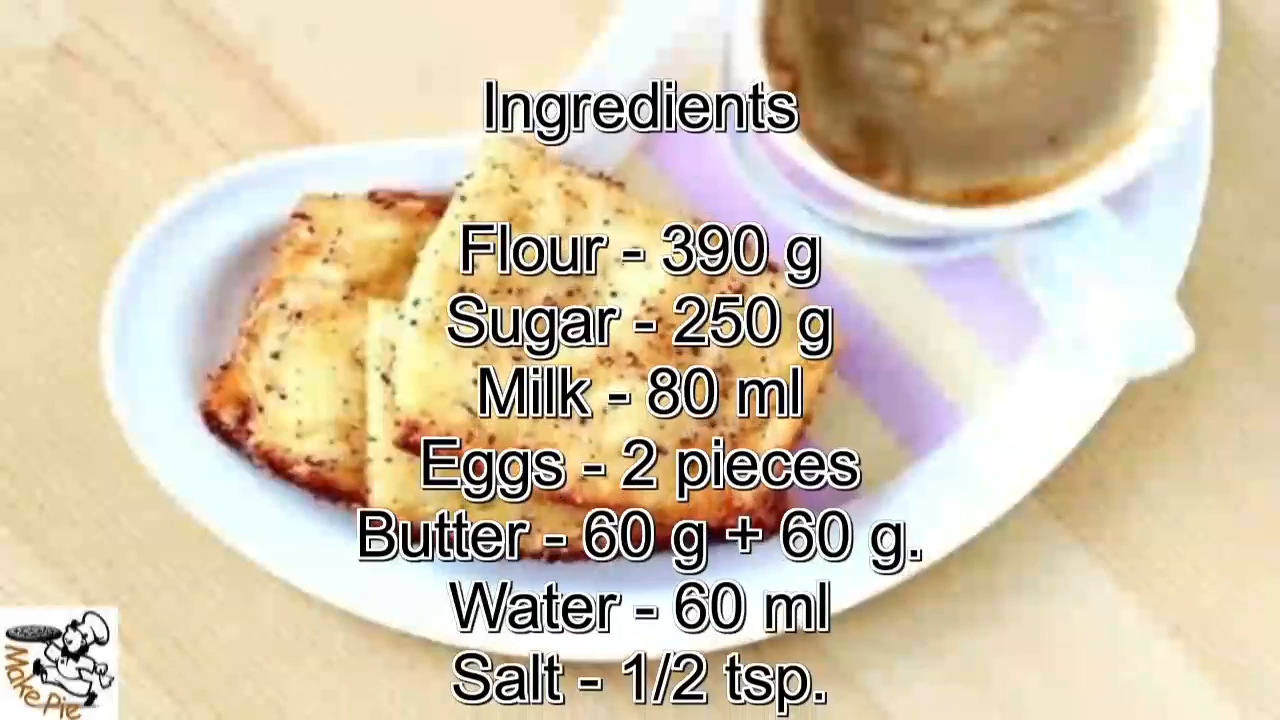 Ingredients
Flour - 390 g
Sugar - 250 g
Milk - 80 ml
Eggs - 2 pieces
Butter - 60 g + 60 g.
Water - 60 ml
Salt - 1/2 tsp.
Make Pie